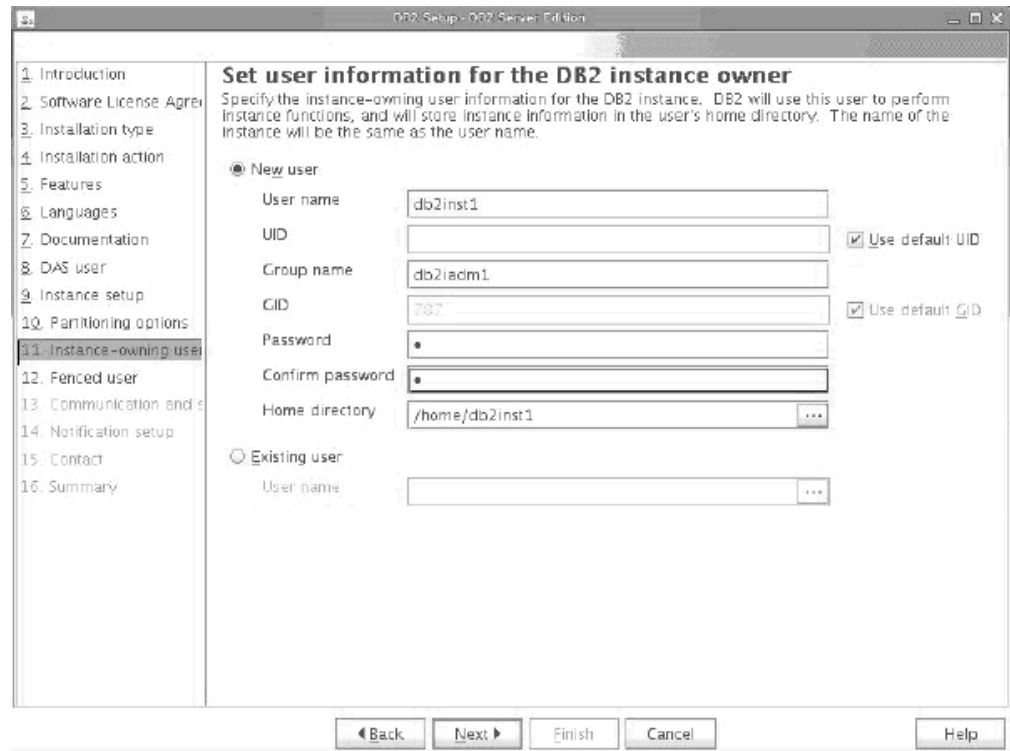 DB2 Setup - DB2 Server Edition
1. Introduction
2. Software License Agre
3. Installation type
4. Installation action
5. Features
6. Languages
7. Documentation
8. DAS user
9. Instance setup
10. Partitioning options
11. Instance-owning use
12. Fenced user
13. Communication and s
14. Notification setup
15. Contact
16. Summary
Set user information for the DB2 instance owner
Specify the instance-owning user information for the DB2 instance. DB2 will use this user to perform
instance functions, and will store instance information in the user's home directory. The name of the
instance will be the same as the user name.
New user
User name db2inst1
UID Use default UID
Group name db2iadm1
GID Use default GID
Password •
Confirm password •
Home directory /home/db2inst1 ...
Existing user
User name ...
Back Next Finish Cancel Help